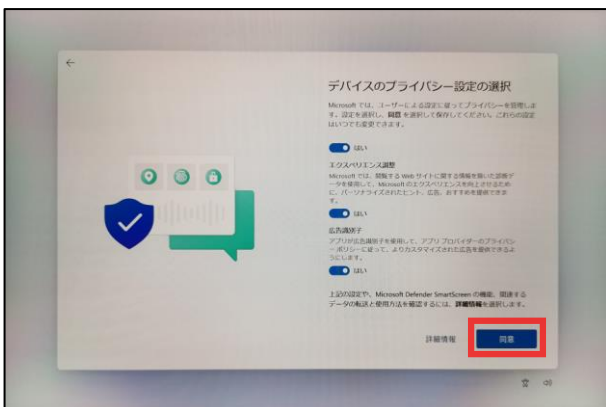 デバイスのプライバシー設定の選択
Microsoft では、ユーザーによる設定に従ってプライバシーを管理しま
す。設定を選択し、同意 を選択して保存してください。これらの設定
はいつでも変更できます。
はい
エクスペリエンス調整
Microsoft では、閲覧する Web サイトに関する情報を除いた診断デ
ータを使用して、Microsoft のエクスペリエンスを向上させるため
に、パーソナライズされたヒント、広告、おすすめを提供できま
す。
はい
広告識別子
アプリが広告識別子を使用して、アプリ プロバイダーのプライバシ
ー ポリシーに従って、よりカスタマイズされた広告を提供できるよ
うにします。
はい
上記の設定や、Microsoft Defender SmartScreen の機能、関連する
データの転送と使用方法を確認するには、詳細情報を選択します。
詳細情報
同意